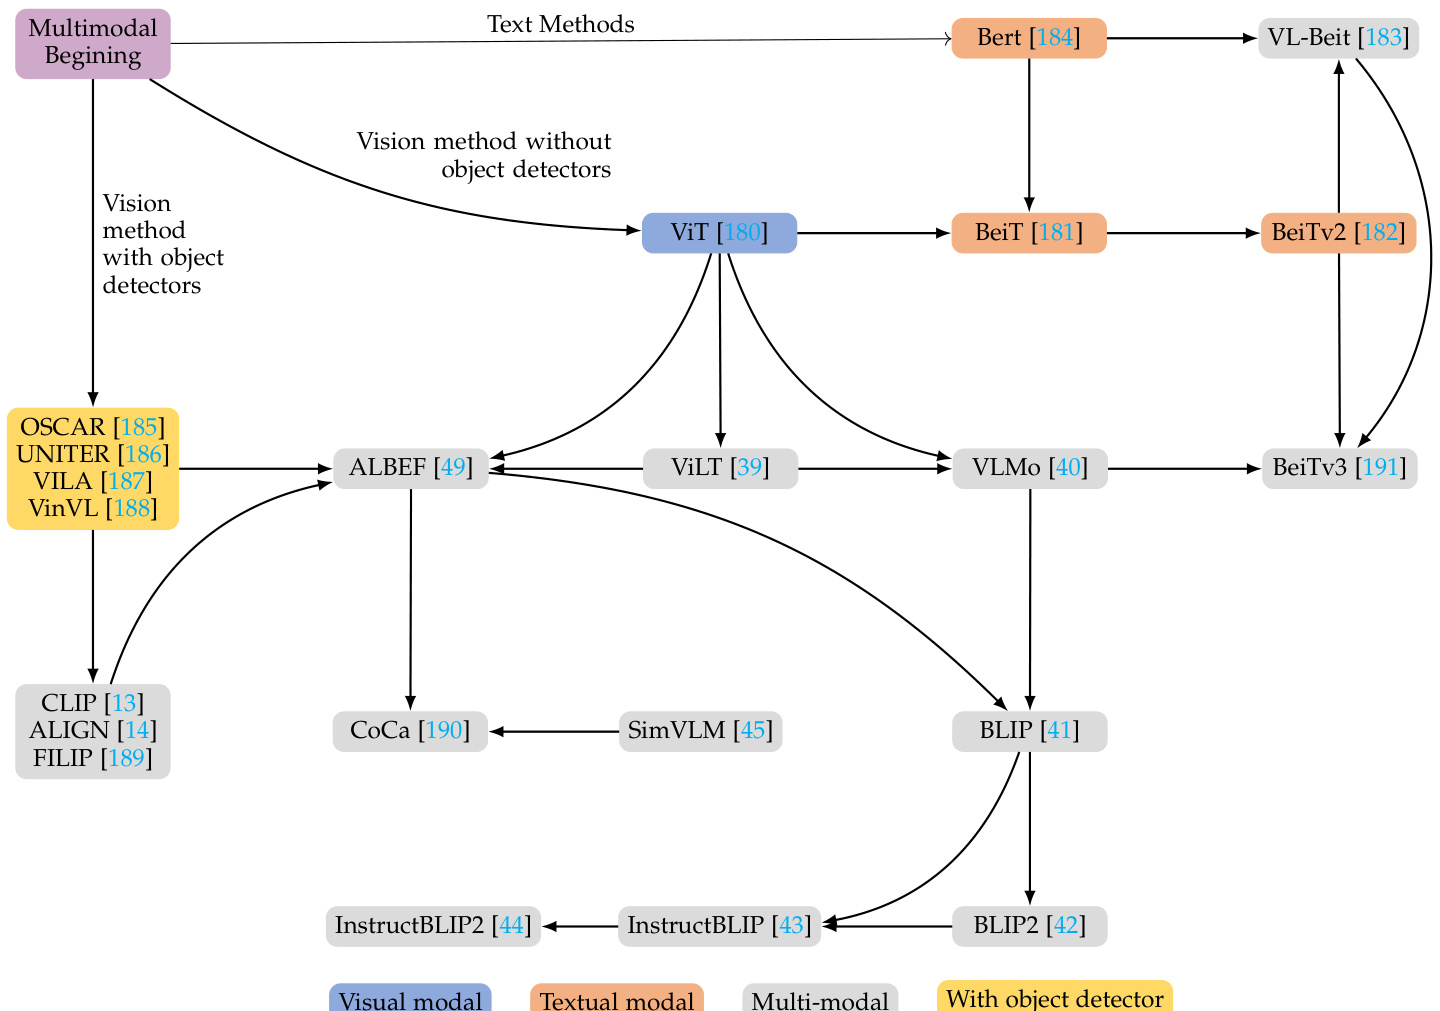 Multimodal
Begining
Text Methods
Bert [184]
VL-Beit [183]
Vision method without
object detectors
Vision
method
with object
detectors
ViT [180]
BeiT [181]
BeiTv2 [182]
OSCAR [185]
UNITER [186]
VILA [187]
VinVL [188]
ALBEF [49]
ViLT [39]
VLMo [40]
BeiTv3 [191]
CLIP [13]
ALIGN [14]
FILIP [189]
CoCa [190]
SimVLM [45]
BLIP [41]
InstructBLIP2 [44]
InstructBLIP [43]
BLIP2 [42]
Visual modal
Textual modal
Multi-modal
With object detector